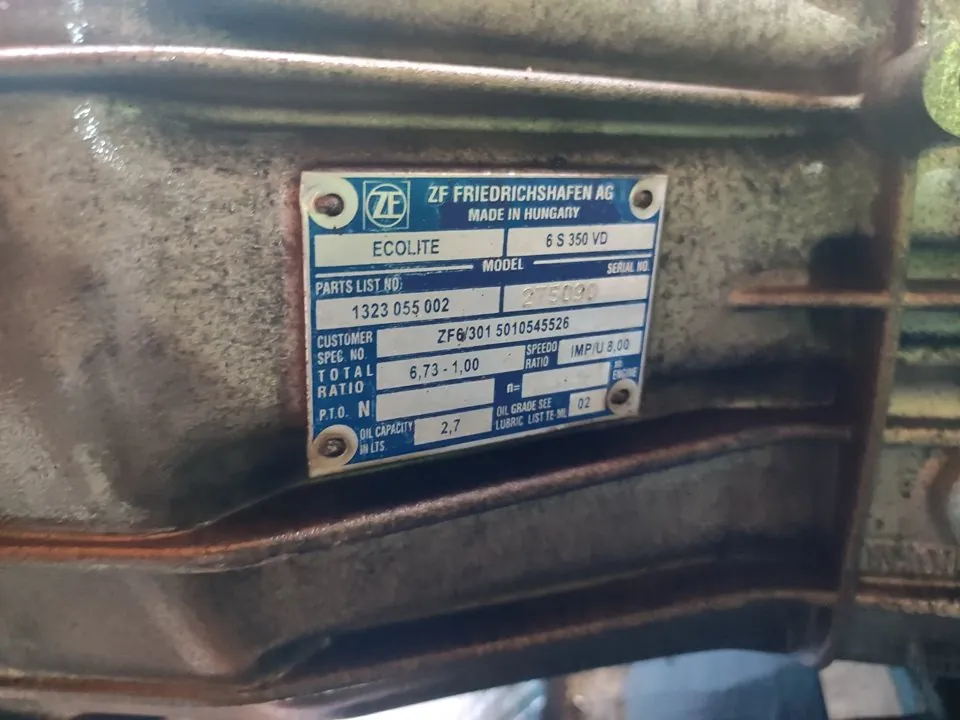 ZF ZF FRIEDRICHSHAFEN AG
MADE IN HUNGARY
ECOLITE 6 S 350 VD
MODEL SERIAL NO.
PARTS LIST NO.
1323 055 002 275090
CUSTOMER SPEC. NO. ZF6/301 5010545526
TOTAL RATIO 6,73 - 1,00 SPEEDO RATIO IMP/U 8,00
P.T.O. N n= ENGINE
OIL CAPACITY IN LTS. 2,7 OIL GRADE SEE LUBRIC. LIST TE-ML 02